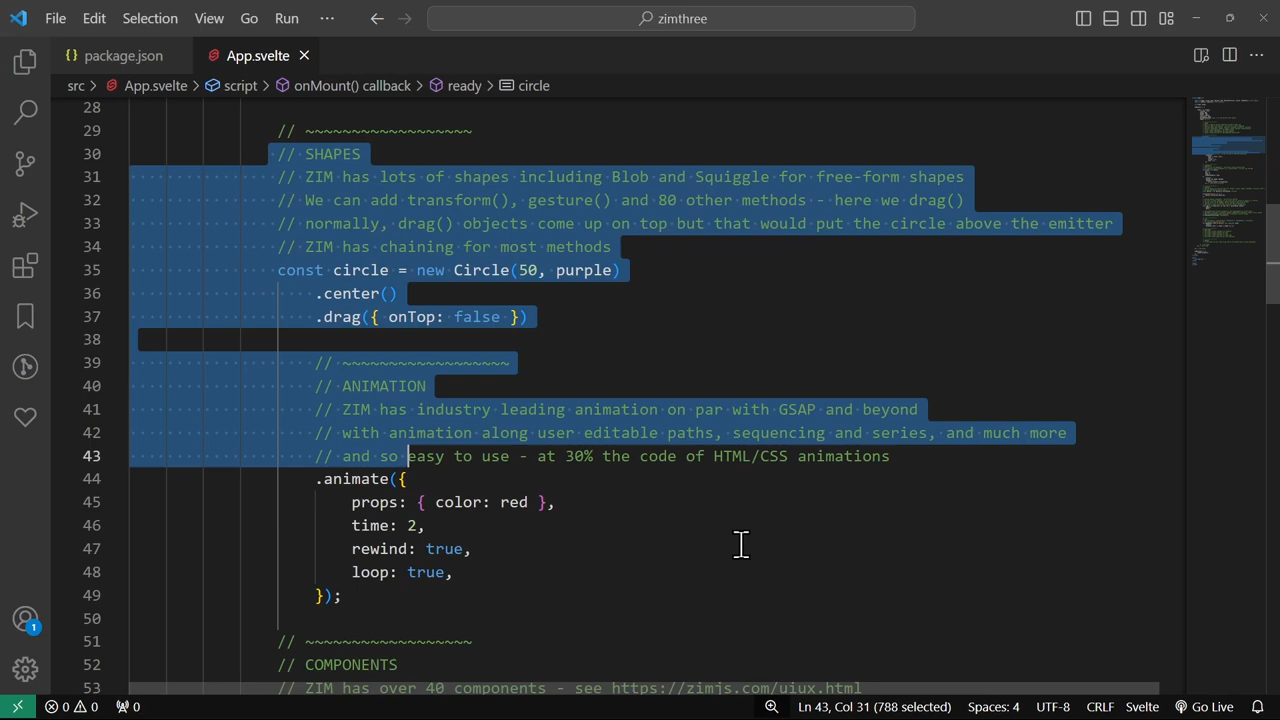 File Edit Selection View Go Run ··· zimthree
package.json App.svelte
src > App.svelte > script > onMount() callback > ready > circle
28
29 // ~~~~~~~~~~~~~~~~~~
30 // SHAPES
31 // ZIM has lots of shapes including Blob and Squiggle for free-form shapes
32 // We can add transform(), gesture() and 80 other methods - here we drag()
33 // normally, drag() objects come up on top but that would put the circle above the emitter
34 // ZIM has chaining for most methods
35 const circle = new Circle(50, purple)
36 .center()
37 .drag({ onTop: false })
38
39 // ~~~~~~~~~~~~~~~~~~
40 // ANIMATION
41 // ZIM has industry leading animation on par with GSAP and beyond
42 // with animation along user editable paths, sequencing and series, and much more
43 // and so easy to use - at 30% the code of HTML/CSS animations
44 .animate({
45 props: { color: red },
46 time: 2,
47 rewind: true,
48 loop: true,
49 });
50
51 // ~~~~~~~~~~~~~~~~~~
52 // COMPONENTS
53 // ZIM has over 40 components - see https://zimjs.com/uiux.html
1
0 0 0 Ln 43, Col 31 (788 selected) Spaces: 4 UTF-8 CRLF Svelte Go Live